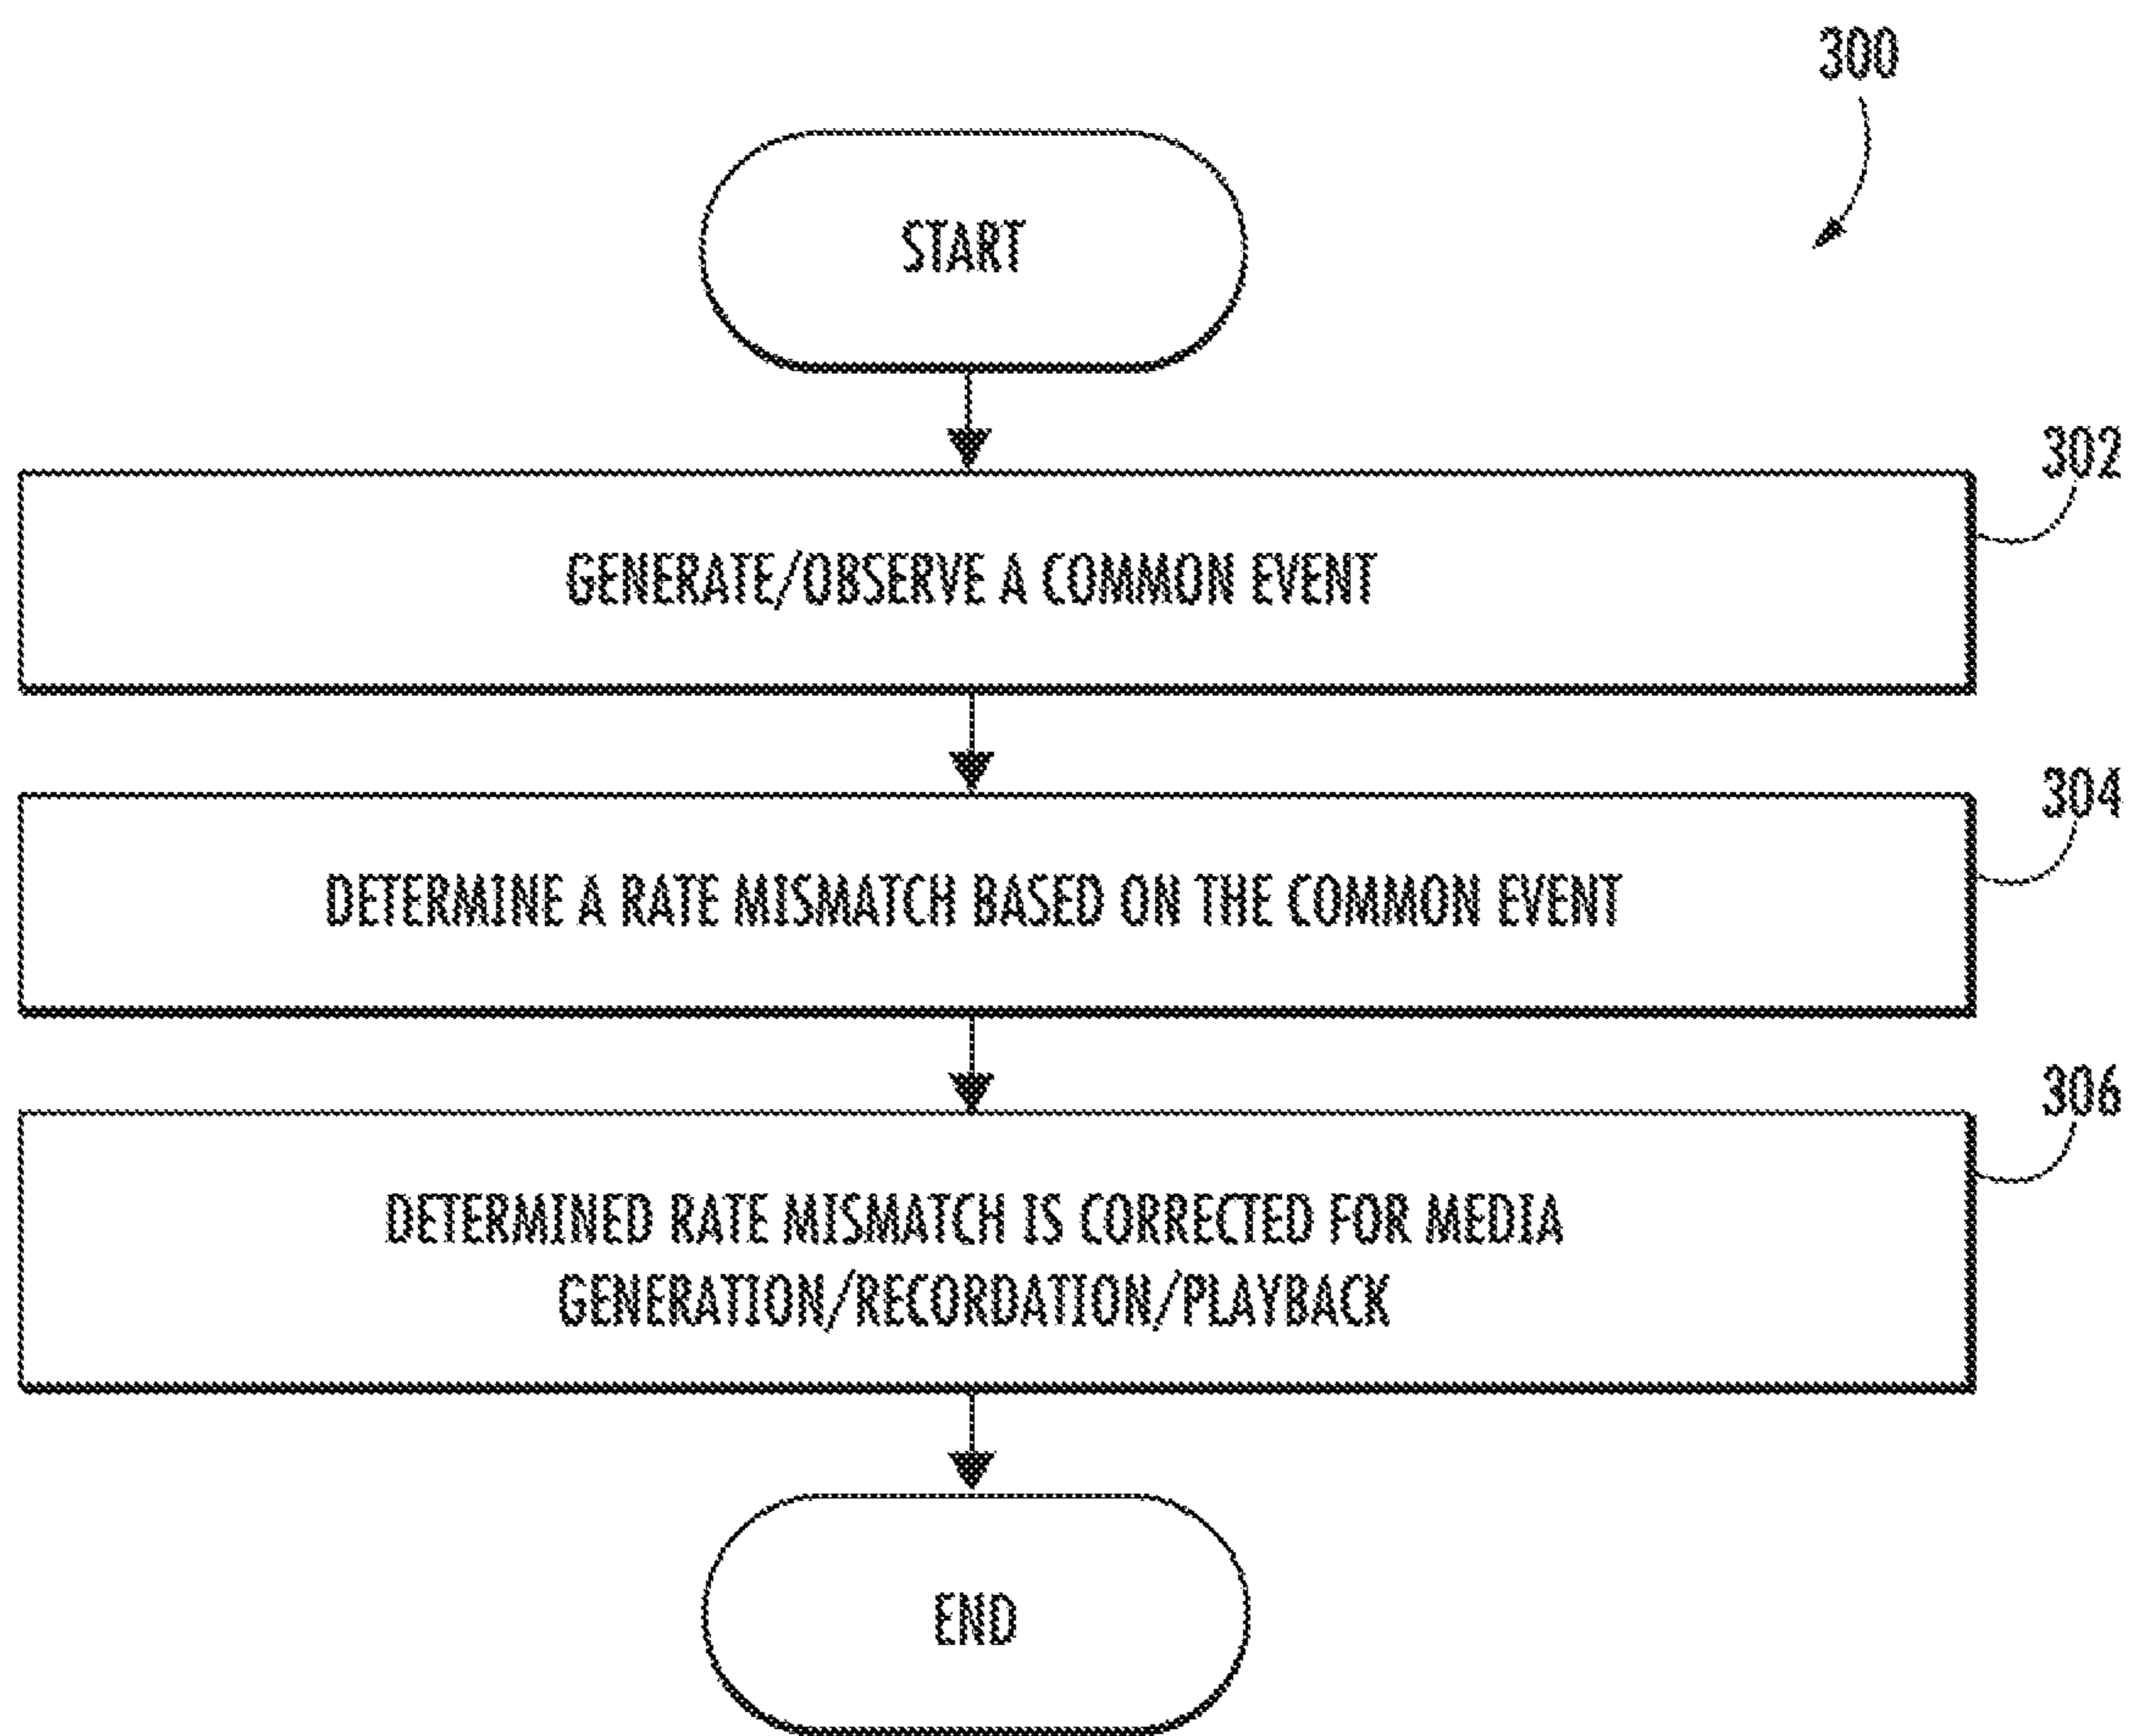 300
START
302
GENERATE/OBSERVE A COMMON EVENT
304
DETERMINE A RATE MISMATCH BASED ON THE COMMON EVENT
306
DETERMINED RATE MISMATCH IS CORRECTED FOR MEDIA
GENERATION/RECORDATION/PLAYBACK
END